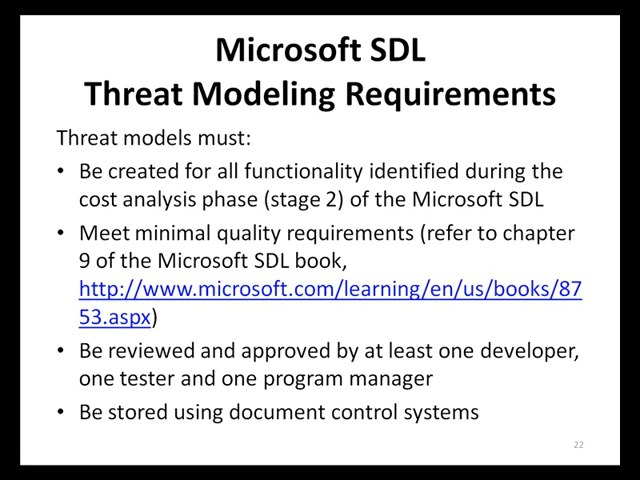 Microsoft SDL
Threat Modeling Requirements
Threat models must:
• Be created for all functionality identified during the
cost analysis phase (stage 2) of the Microsoft SDL
• Meet minimal quality requirements (refer to chapter
9 of the Microsoft SDL book,
http://www.microsoft.com/learning/en/us/books/87
53.aspx)
• Be reviewed and approved by at least one developer,
one tester and one program manager
• Be stored using document control systems
22